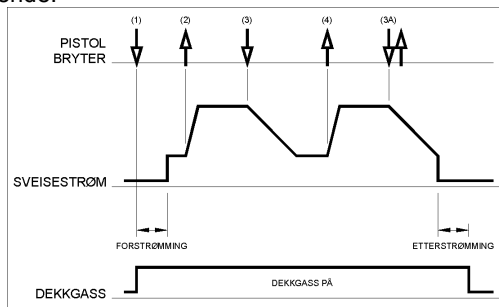 (1) (2) (3) (4) (3A)
PISTOL
BRYTER
SVEISESTRØM
FORSTRØMMING ETTERSTRØMMING
DEKKGASS PÅ
DEKKGASS